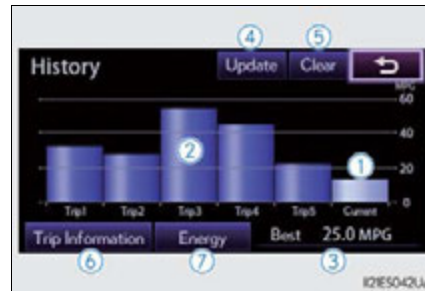 ④ ⑤
History Update Clear
MPG
60
40
② ①
20
0
Trip1 Trip2 Trip3 Trip4 Trip5 Current
Trip Information Energy Best 25.0 MPG
⑥ ⑦ ③
II2IES042Ua